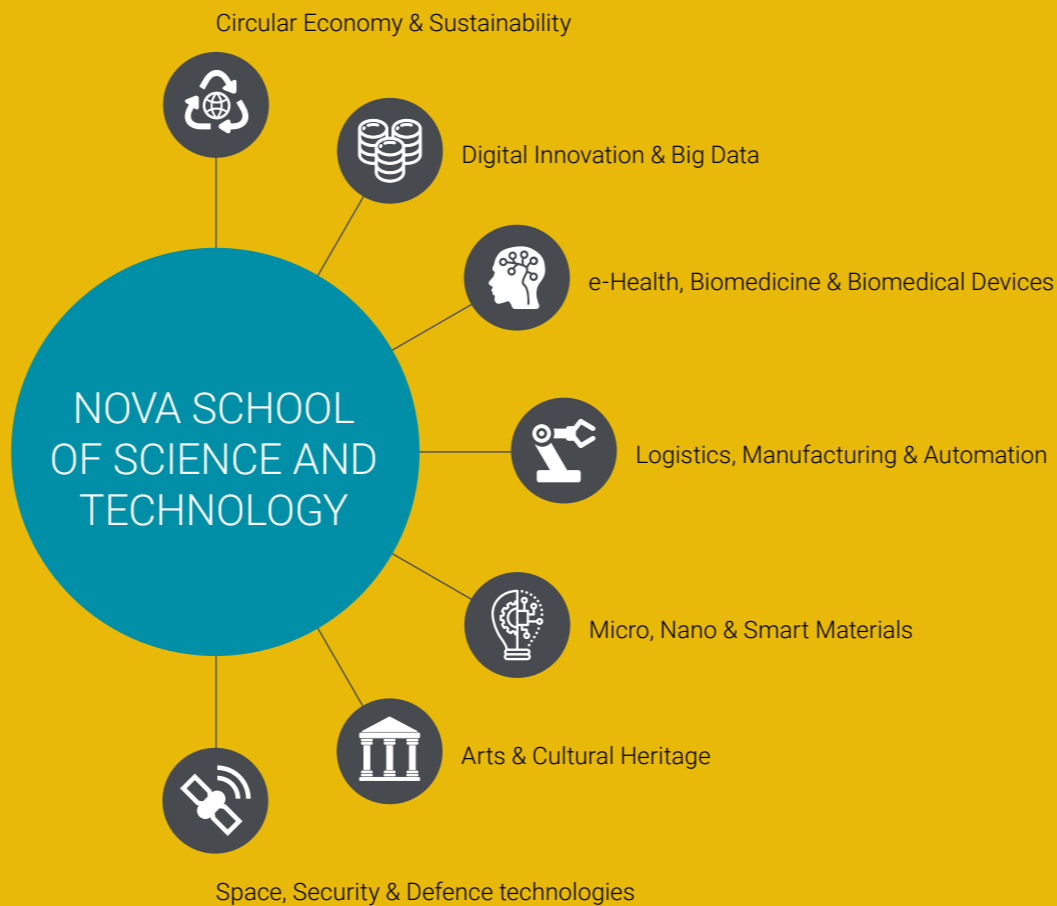 Circular Economy & Sustainability
Digital Innovation & Big Data
e-Health, Biomedicine & Biomedical Devices
NOVA SCHOOL
OF SCIENCE AND
TECHNOLOGY
Logistics, Manufacturing & Automation
Micro, Nano & Smart Materials
Arts & Cultural Heritage
Space, Security & Defence technologies